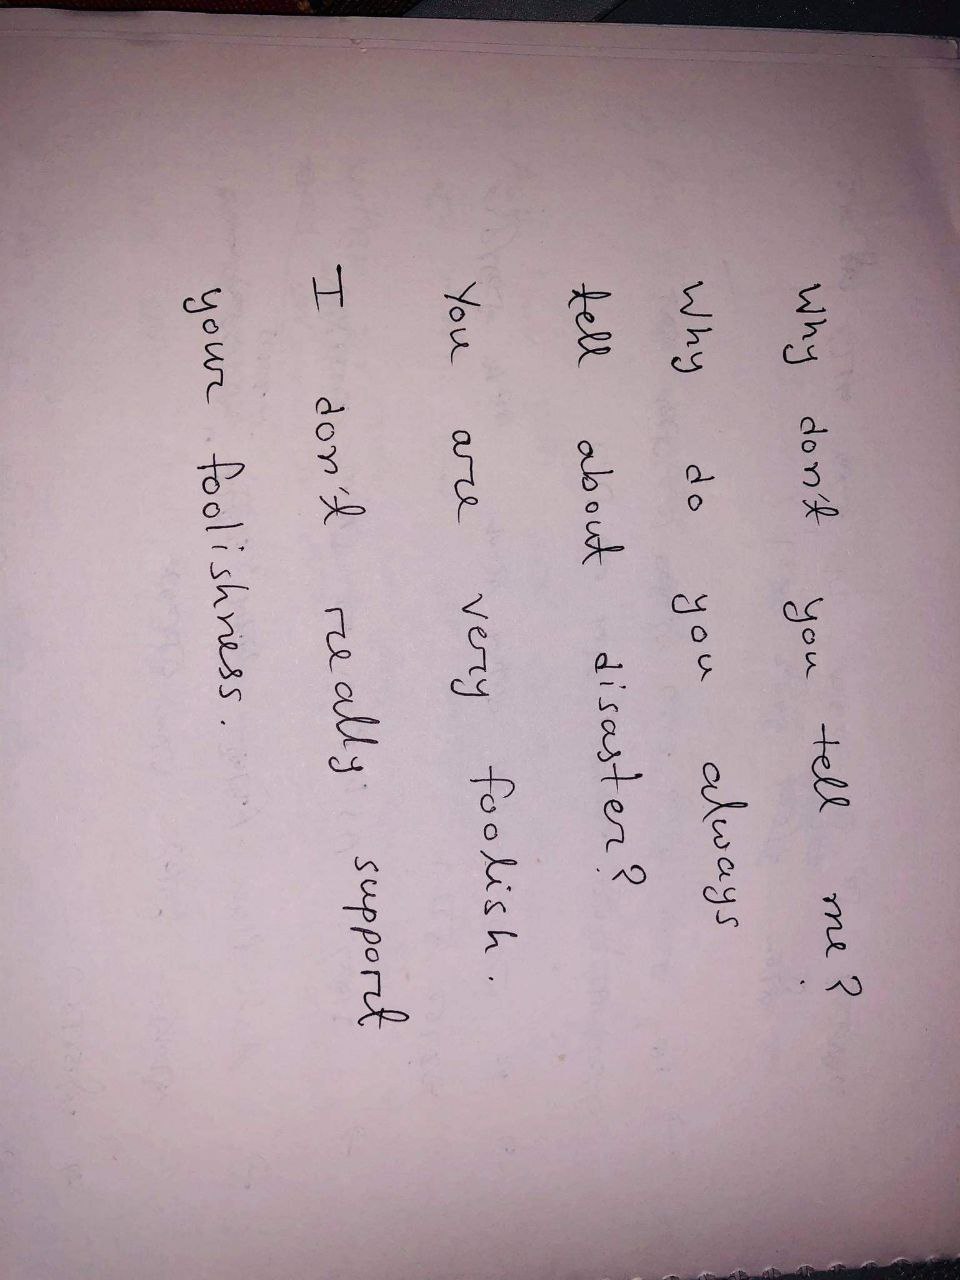 Why don't you tell me?
Why do you always
tell about disaster?
You are very foolish.
I don't really support
your foolishness.